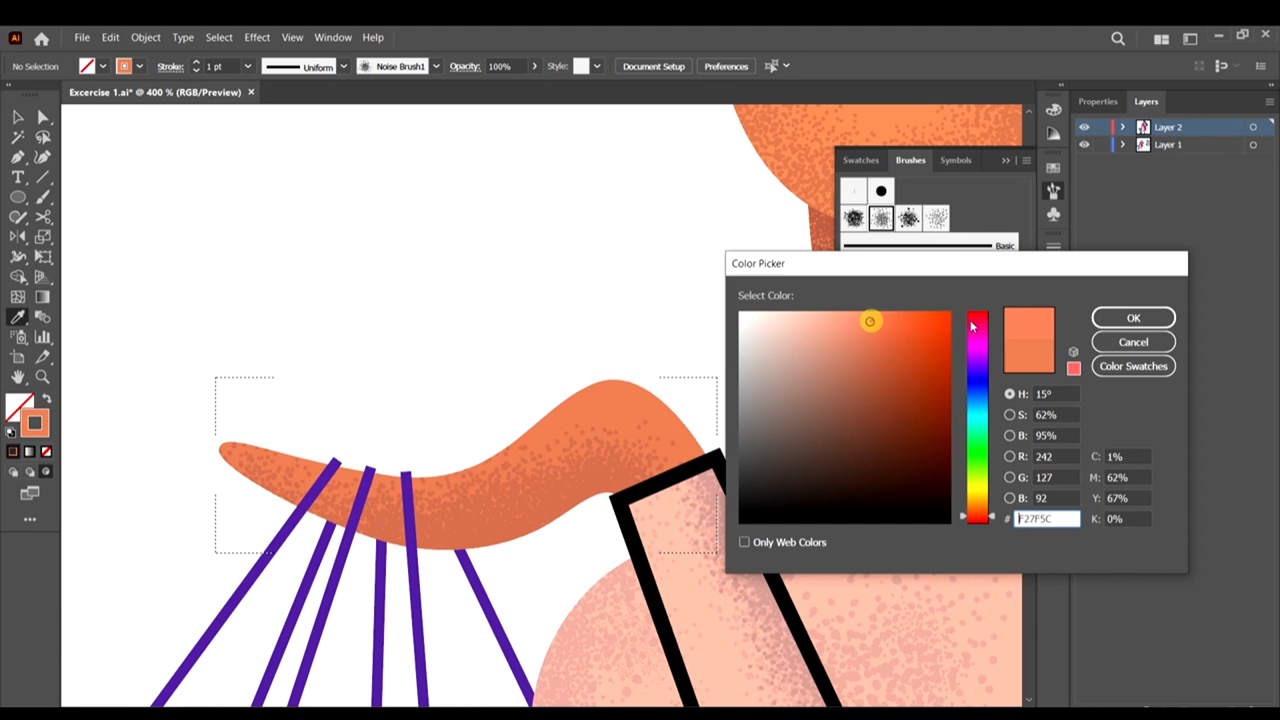 Ai
File Edit Object Type Select Effect View Window Help
No Selection Stroke: 1 pt Uniform Noise Brush1 Opacity: 100% Style: Document Setup Preferences
Excercise 1.ai* @ 400 % (RGB/Preview) ×
Properties Layers
Layer 2
Layer 1
Swatches Brushes Symbols
Basic
Color Picker
Select Color:
OK
Cancel
Color Swatches
H: 15°
S: 62%
B: 95%
R: 242 C: 1%
G: 127 M: 62%
B: 92 Y: 67%
# F27F5C K: 0%
Only Web Colors